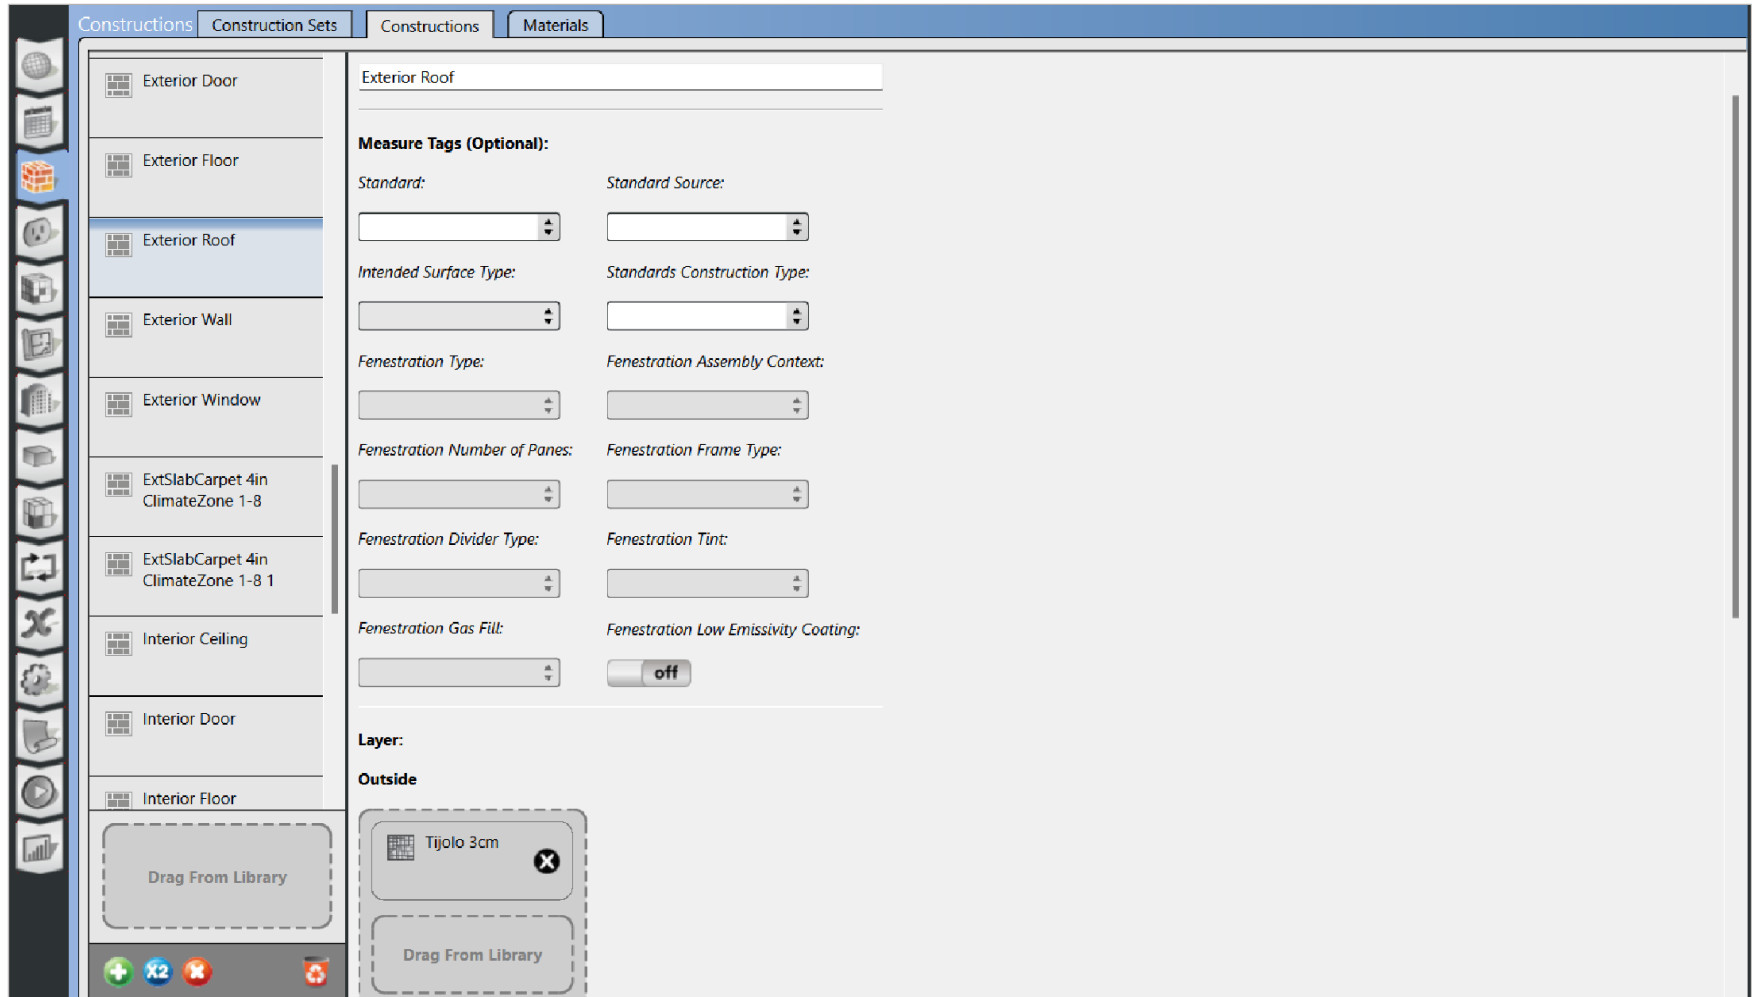 Constructions
Construction Sets
Constructions
Materials
Exterior Door
Exterior Floor
Exterior Roof
Exterior Wall
Exterior Window
ExtSlabCarpet 4in
ClimateZone 1-8
ExtSlabCarpet 4in
ClimateZone 1-8 1
Interior Ceiling
Interior Door
Interior Floor
Drag From Library
X2
Exterior Roof
Measure Tags (Optional):
Standard:
Standard Source:
Intended Surface Type:
Standards Construction Type:
Fenestration Type:
Fenestration Assembly Context:
Fenestration Number of Panes:
Fenestration Frame Type:
Fenestration Divider Type:
Fenestration Tint:
Fenestration Gas Fill:
Fenestration Low Emissivity Coating:
off
Layer:
Outside
Tijolo 3cm
Drag From Library